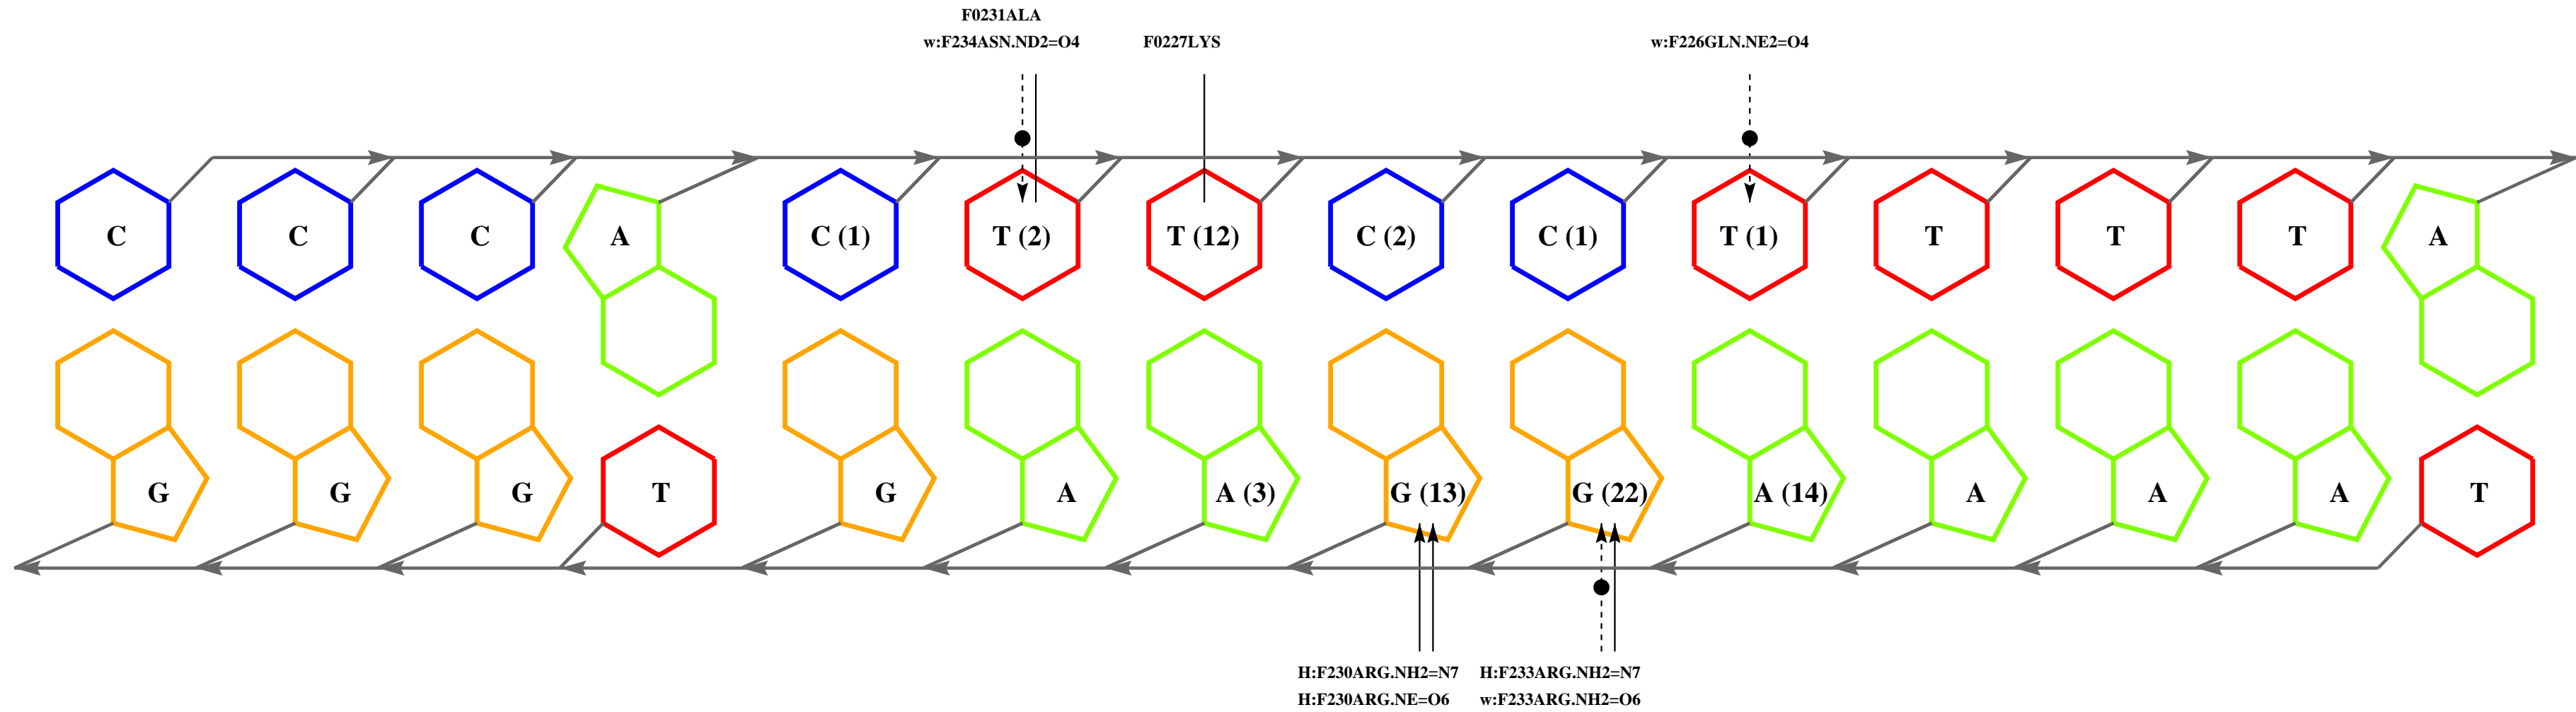 F0231ALA
w:F234ASN.ND2=O4 F0227LYS w:F226GLN.NE2=O4
C C C A C (1) T (2) T (12) C (2) C (1) T (1) T T T A
G G G T G A A (3) G (13) G (22) A (14) A A A T
H:F230ARG.NH2=N7 H:F233ARG.NH2=N7
H:F230ARG.NE=O6 w:F233ARG.NH2=O6